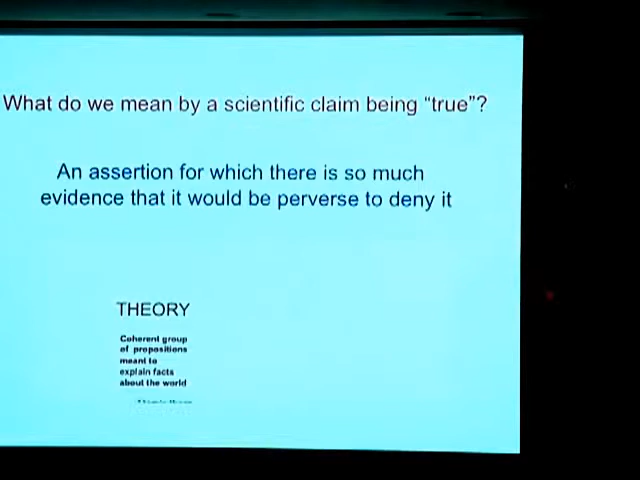 What do we mean by a scientific claim being “true”?
An assertion for which there is so much
evidence that it would be perverse to deny it
THEORY
Coherent group
of propositions
meant to
explain facts
about the world